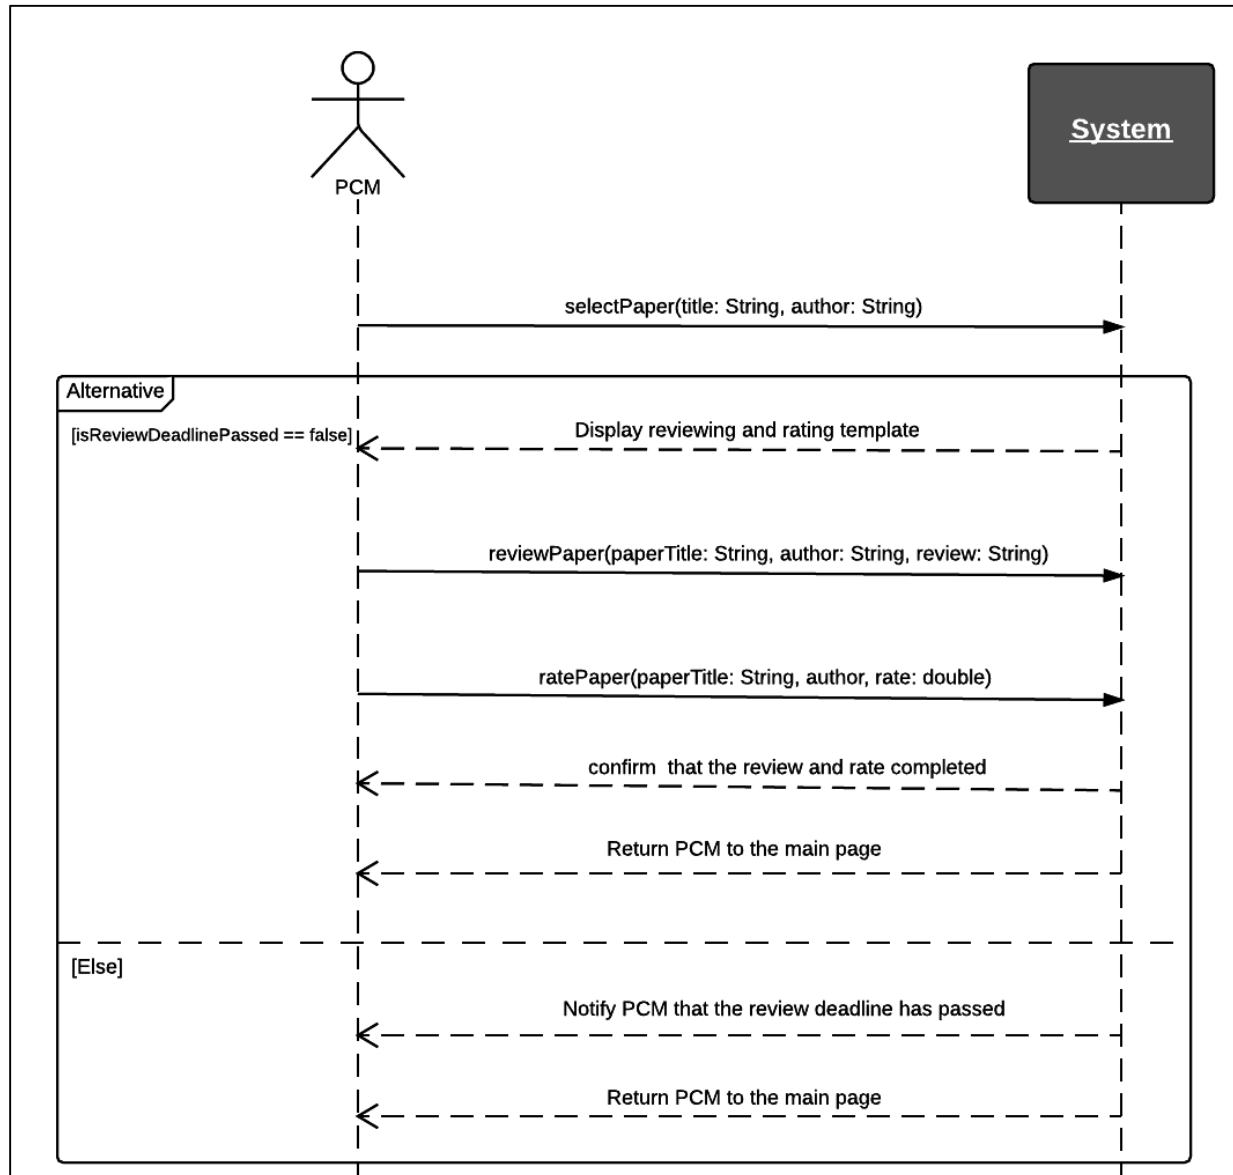 System
PCM
selectPaper(title: String, author: String)
Alternative
[isReviewDeadlinePassed == false]
Display reviewing and rating template
reviewPaper(paperTitle: String, author: String, review: String)
ratePaper(paperTitle: String, author, rate: double)
confirm  that the review and rate completed
Return PCM to the main page
[Else]
Notify PCM that the review deadline has passed
Return PCM to the main page